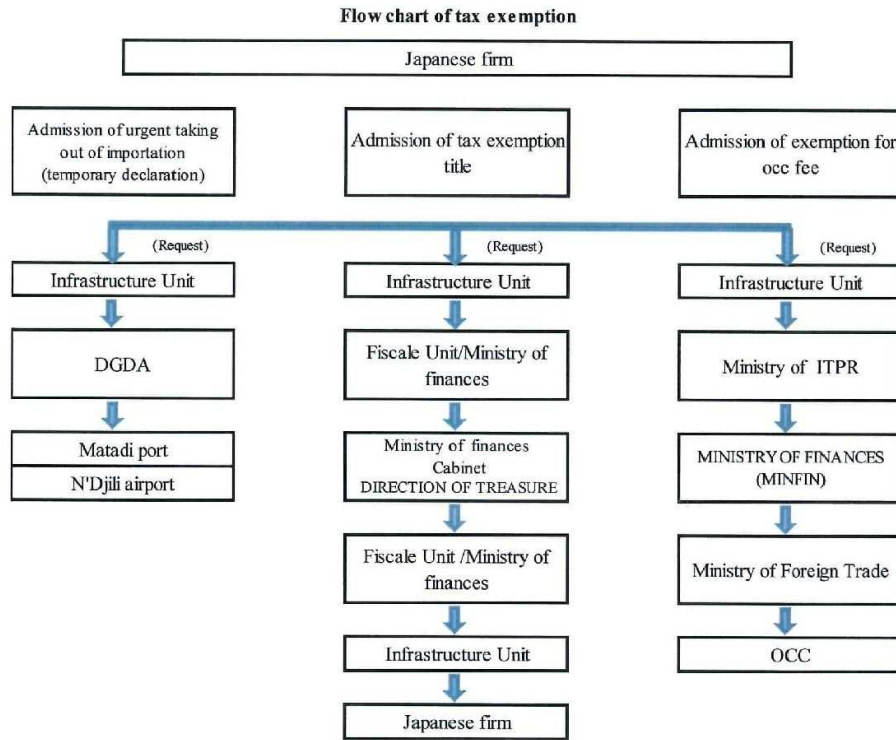 Flow chart of tax exemption
Japanese firm
Admission of urgent taking
out of importation
(temporary declaration)
Admission of tax exemption
title
Admission of exemption for
occ fee
(Request)
(Request)
(Request)
Infrastructure Unit
DGDA
Matadi port
N'Djili airport
Infrastructure Unit
Fiscale Unit/Ministry of
finances
Ministry of finances
Cabinet
DIRECTION OF TREASURE
Fiscale Unit /Ministry of
finances
Infrastructure Unit
Japanese firm
Infrastructure Unit
Ministry of ITPR
MINISTRY OF FINANCES
(MINFIN)
Ministry of Foreign Trade
OCC